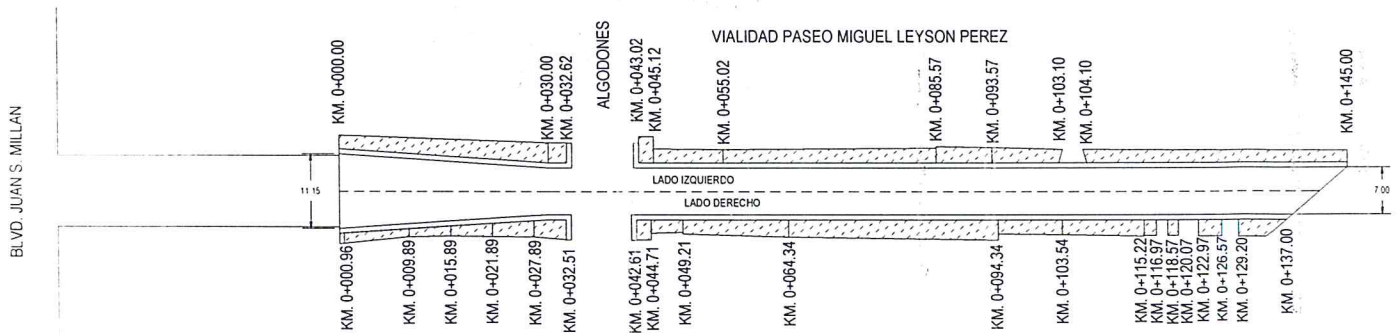 VIALIDAD PASEO MIGUEL LEYSON PEREZ
BLVD. JUAN S. MILLAN
ALGODONES
KM. 0+000.00
KM. 0+030.00
KM. 0+032.62
KM. 0+043.02
KM. 0+045.12
KM. 0+055.02
KM. 0+085.57
KM. 0+093.57
KM. 0+103.10
KM. 0+104.10
KM. 0+145.00
11.15
LADO IZQUIERDO
LADO DERECHO
7.00
KM. 0+000.96
KM. 0+009.89
KM. 0+015.89
KM. 0+021.89
KM. 0+027.89
KM. 0+032.51
KM. 0+042.61
KM. 0+044.71
KM. 0+049.21
KM. 0+064.34
KM. 0+094.34
KM. 0+103.54
KM. 0+115.22
KM. 0+116.97
KM. 0+118.57
KM. 0+120.07
KM. 0+122.97
KM. 0+126.57
KM. 0+129.20
KM. 0+137.00